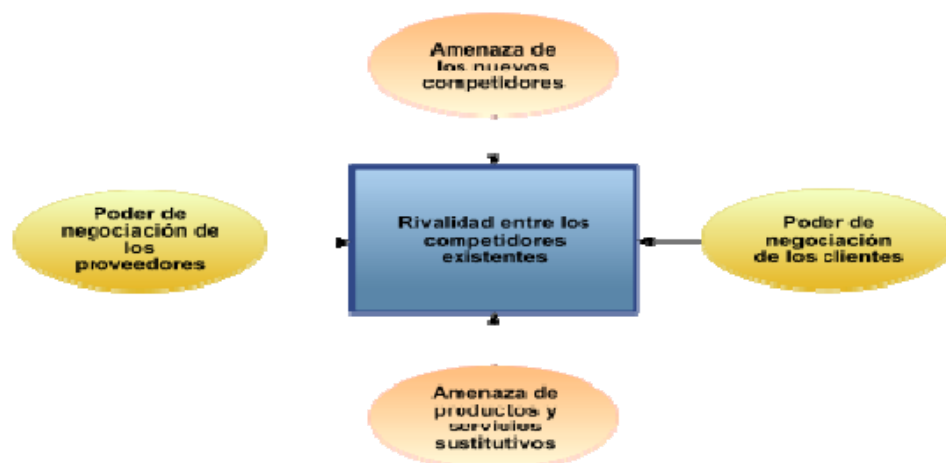 Amenaza de
los nuevos
competidores
Poder de
negociación de
los
proveedores
Rivalidad entre los
competidores
existentes
Poder de
negociación
de los clientes
Amenaza de
productos y
servicios
sustitutivos